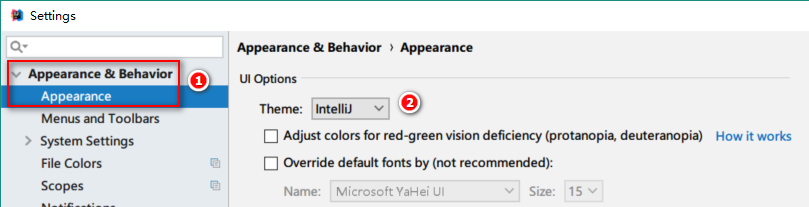 Settings
Appearance & Behavior
1
Appearance
Menus and Toolbars
System Settings
File Colors
Scopes
Notifications
Appearance & Behavior › Appearance
UI Options
Theme: IntelliJ
2
Adjust colors for red-green vision deficiency (protanopia, deuteranopia) How it works
Override default fonts by (not recommended):
Name: Microsoft YaHei UI Size: 15